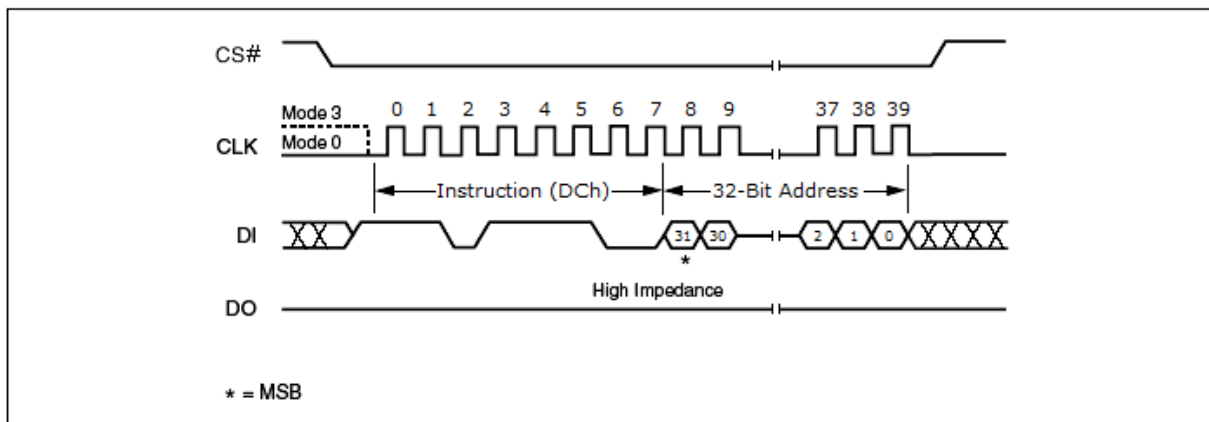 CS#
Mode 3 0 1 2 3 4 5 6 7 8 9 37 38 39
CLK Mode 0
Instruction (DCh) 32-Bit Address
DI 31 30 2 1 0
*
High Impedance
DO
* = MSB